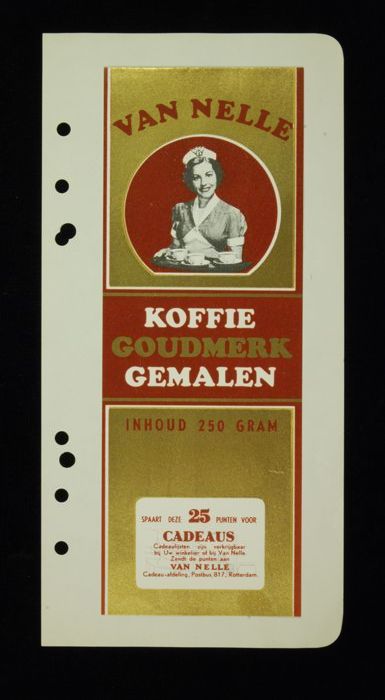 VAN NELLE
KOFFIE
GOUDMERK
GEMALEN
INHOUD 250 GRAM
SPAART DEZE 25 PUNTEN VOOR
CADEAUS
Cadeaulijsten zijn verkrijgbaar
bij Uw winkelier of bij Van Nelle.
Zendt de punten aan
VAN NELLE
Cadeau-afdeling, Postbus 817, Rotterdam.